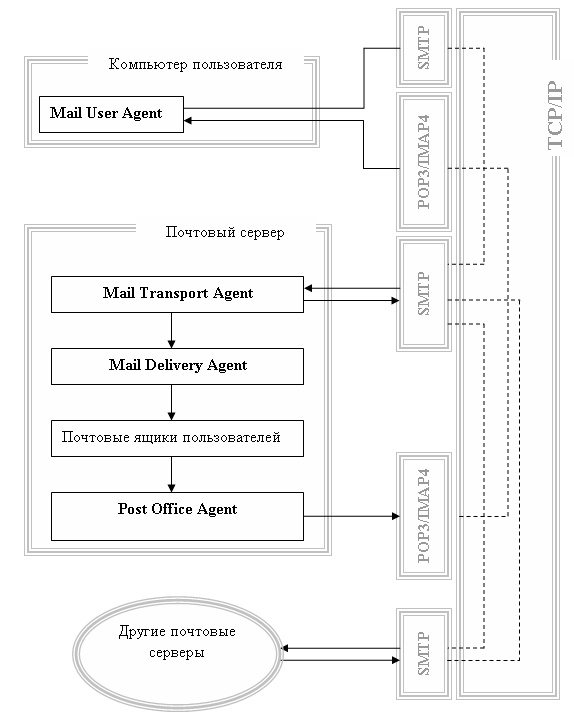 SMTP
Компьютер пользователя
Mail User Agent
TCP/IP
POP3/IMAP4
Почтовый сервер
SMTP
Mail Transport Agent
Mail Delivery Agent
Почтовые ящики пользователей
Post Office Agent
POP3/IMAP4
Другие почтовые
серверы
SMTP